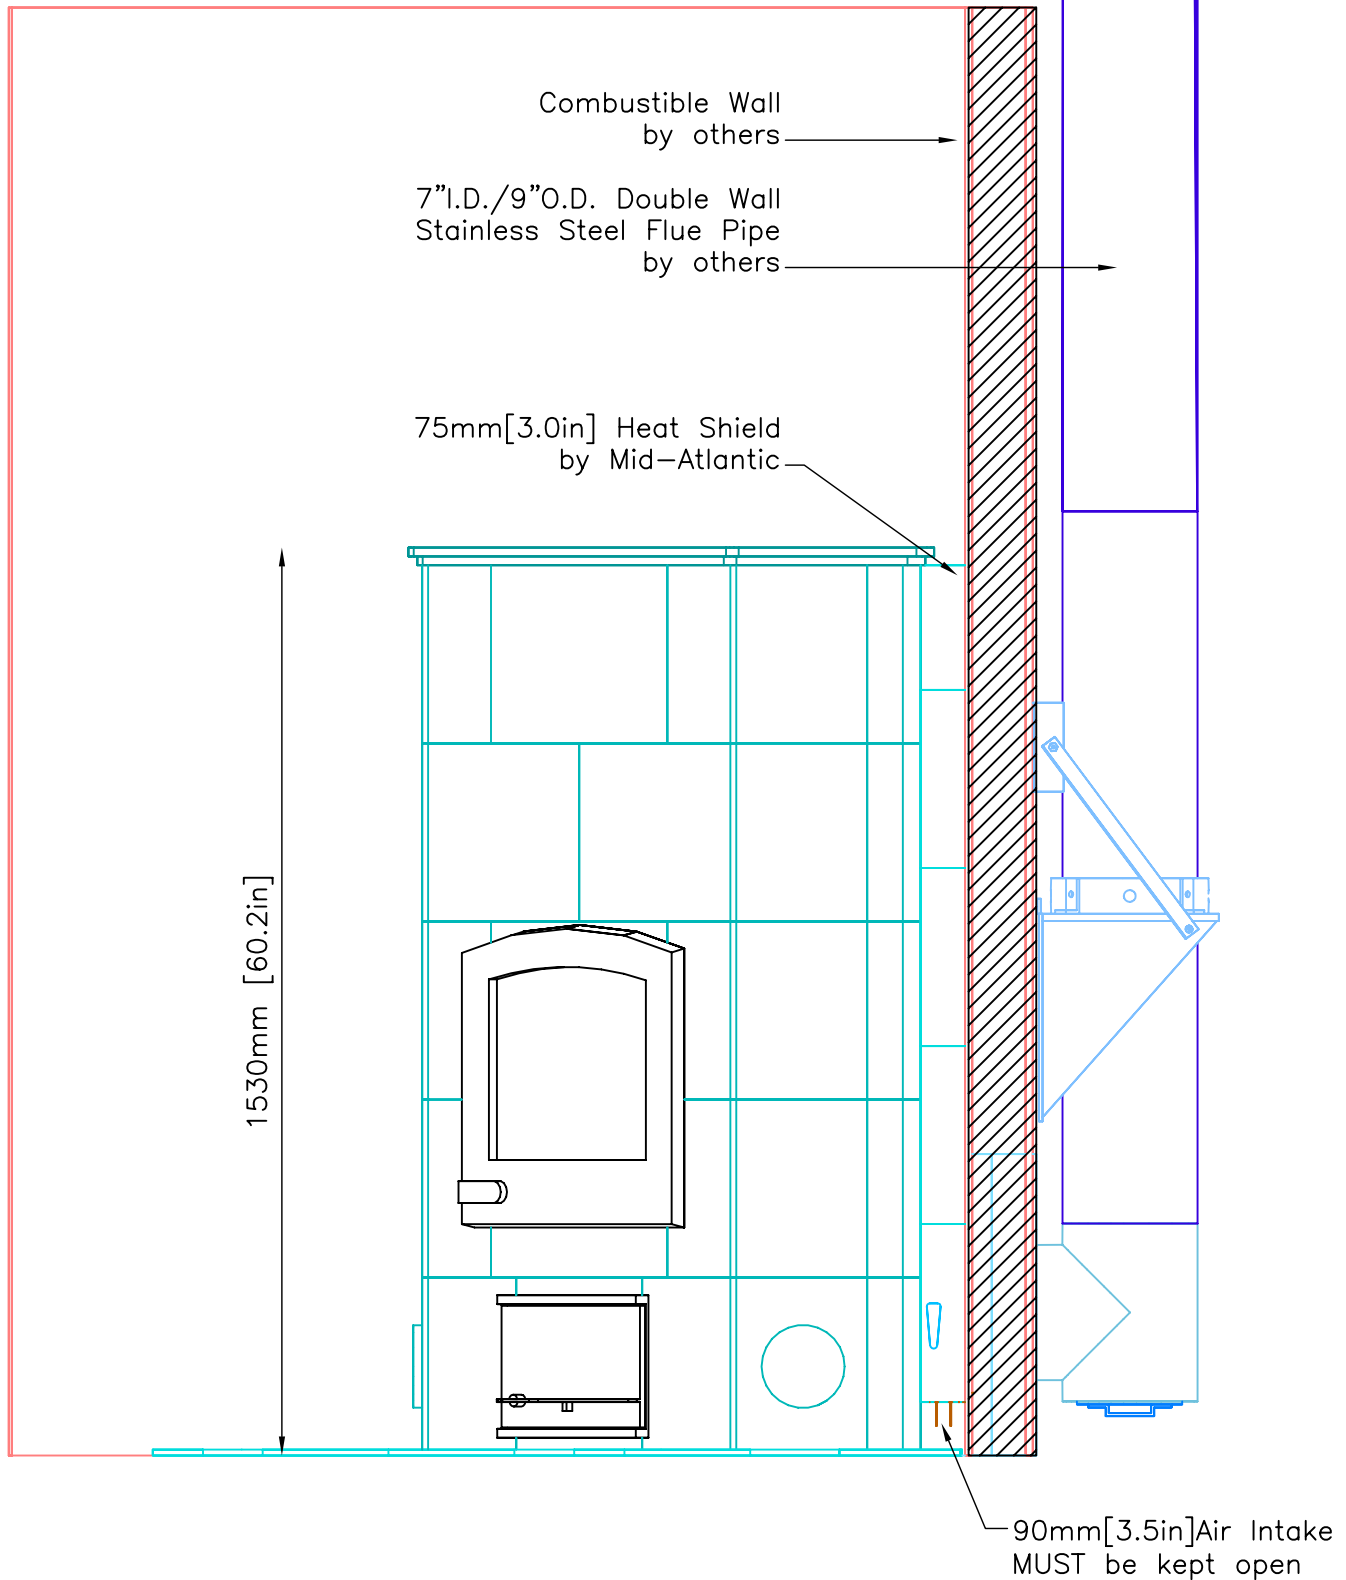 Combustible Wall
by others
7"I.D./9"O.D. Double Wall
Stainless Steel Flue Pipe
by others
75mm[3.0in] Heat Shield
by Mid-Atlantic
1530mm [60.2in]
90mm[3.5in]Air Intake
MUST be kept open